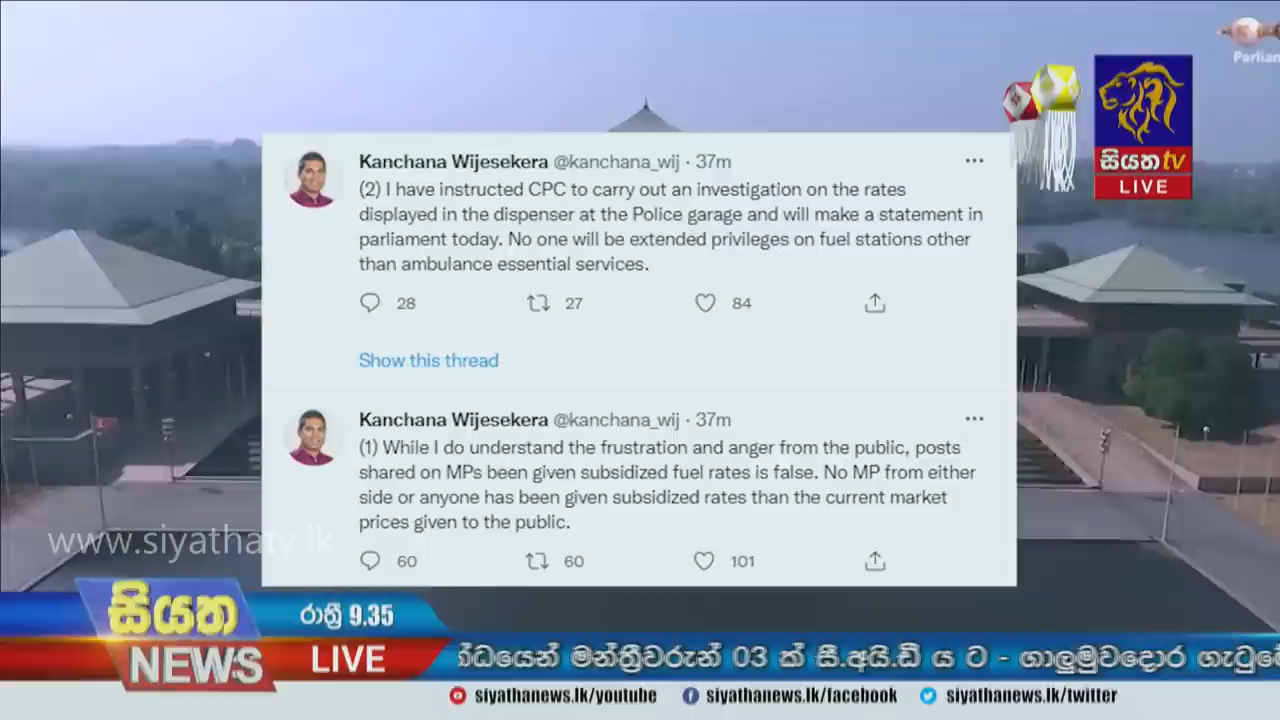 Parliam
සියත tv
LIVE
Kanchana Wijesekera @kanchana_wij · 37m
(2) I have instructed CPC to carry out an investigation on the rates
displayed in the dispenser at the Police garage and will make a statement in
parliament today. No one will be extended privileges on fuel stations other
than ambulance essential services.
28 27 84
Show this thread
Kanchana Wijesekera @kanchana_wij · 37m
(1) While I do understand the frustration and anger from the public, posts
shared on MPs been given subsidized fuel rates is false. No MP from either
side or anyone has been given subsidized rates than the current market
prices given to the public.
60 60 101
www.siyathatv.lk
සියත
NEWS
රාත්‍රී 9.35
LIVE
මන්ත්‍රීවරුන් 03 ක් සී.අයි.ඩී ය ට - ගාලුමුවදොර
siyathanews.lk/youtube siyathanews.lk/facebook siyathanews.lk/twitter